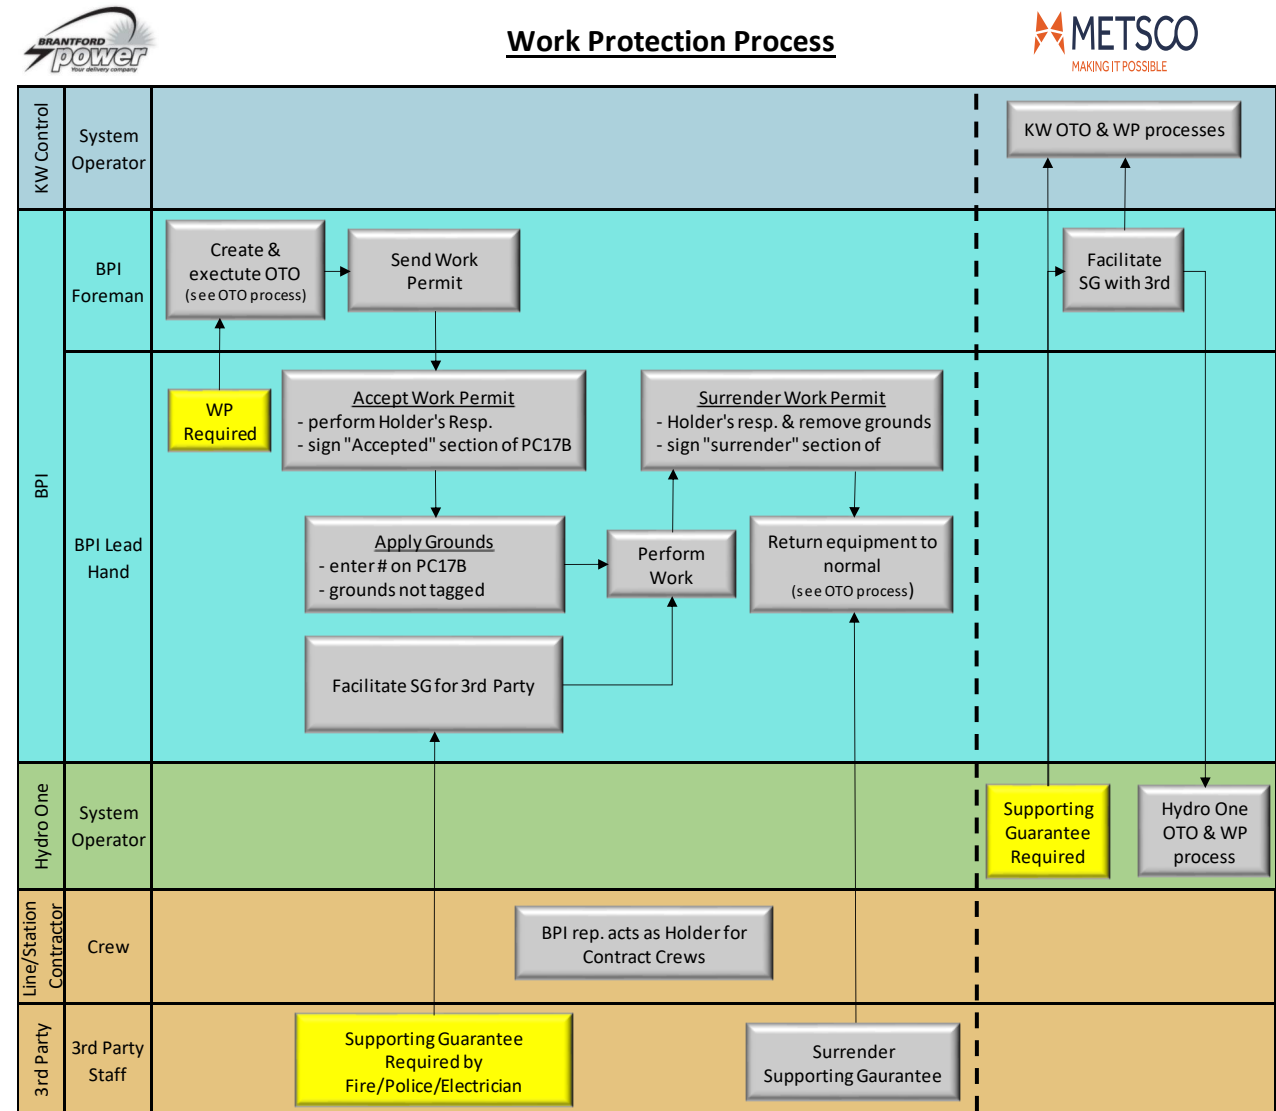 BRANTFORD
power
Your delivery company
Work Protection Process
METSCO
MAKING IT POSSIBLE
KW Control
System
Operator
KW OTO & WP processes
BPI
BPI
Foreman
Create &
exectute OTO
(see OTO process)
Send Work
Permit
Facilitate
SG with 3rd
BPI Lead
Hand
WP
Required
Accept Work Permit
- perform Holder's Resp.
- sign "Accepted" section of PC17B
Surrender Work Permit
- Holder's resp. & remove grounds
- sign "surrender" section of
Apply Grounds
- enter # on PC17B
- grounds not tagged
Perform
Work
Return equipment to
normal
(see OTO process)
Facilitate SG for 3rd Party
Hydro One
System
Operator
Supporting
Guarantee
Required
Hydro One
OTO & WP
process
Line/Station
Contractor
Crew
BPI rep. acts as Holder for
Contract Crews
3rd Party
3rd Party
Staff
Supporting Guarantee
Required by
Fire/Police/Electrician
Surrender
Supporting Gaurantee